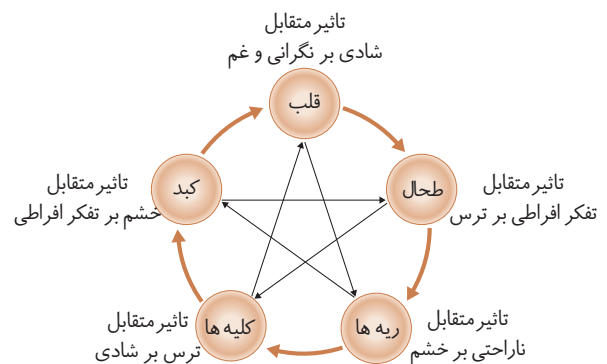 تاثیر متقابل
شادی بر نگرانی و غم
قلب
تاثیر متقابل
خشم بر تفکر افراطی
کبد
طحال
تاثیر متقابل
تفکر افراطی بر ترس
تاثیر متقابل
ترس بر شادی
کلیه ها
ریه ها
تاثیر متقابل
ناراحتی بر خشم